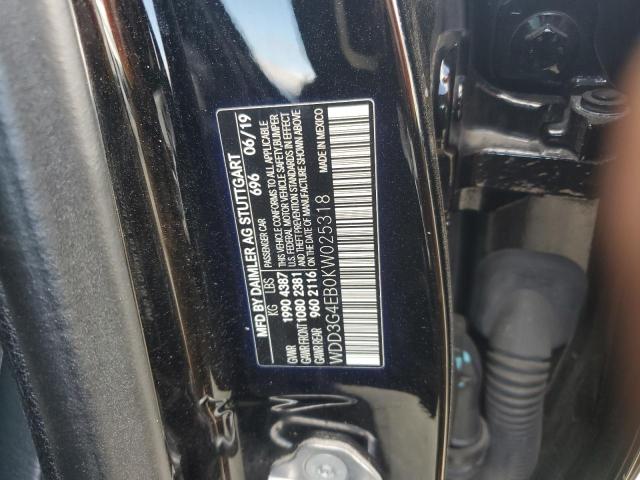 MFD BY DAIMLER AG STUTTGART
PASSENGER CAR 696 06/19
KG LBS
GVWR 1990 4387
GAWR FRONT 1080 2381
GAWR REAR 960 2116
THIS VEHICLE CONFORMS TO ALL APPLICABLE
U.S. FEDERAL MOTOR VEHICLE SAFETY, BUMPER
AND THEFT PREVENTION STANDARDS IN EFFECT
ON THE DATE OF MANUFACTURE SHOWN ABOVE
MADE IN MEXICO
WDD3G4EB0KW025318